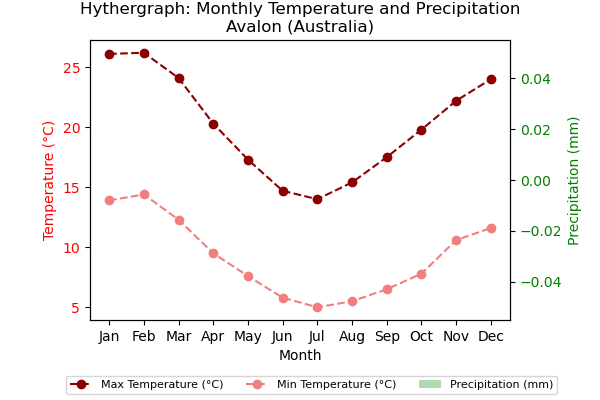 Hythergraph: Monthly Temperature and Precipitation
Avalon (Australia)
Temperature (°C)
25
20
15
10
5
0.04
0.02
0.00
−0.02
−0.04
Precipitation (mm)
Jan Feb Mar Apr May Jun Jul Aug Sep Oct Nov Dec
Month
Max Temperature (°C) Min Temperature (°C) Precipitation (mm)